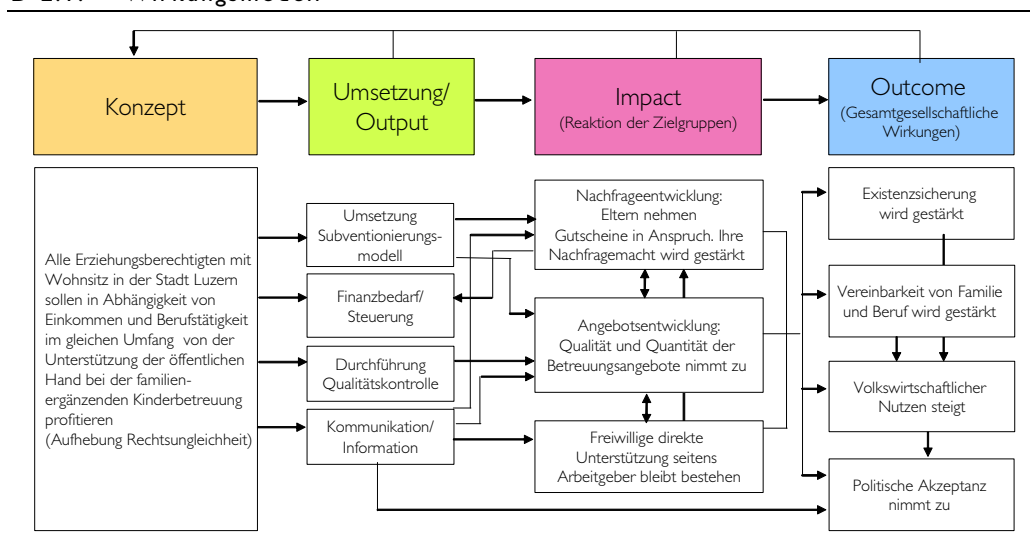 Konzept
Umsetzung/
Output
Impact
(Reaktion der Zielgruppen)
Outcome
(Gesamtgesellschaftliche
Wirkungen)
Alle Erziehungsberechtigten mit
Wohnsitz in der Stadt Luzern
sollen in Abhängigkeit von
Einkommen und Berufstätigkeit
im gleichen Umfang von der
Unterstützung der öffentlichen
Hand bei der familien-
ergänzenden Kinderbetreuung
profitieren
(Aufhebung Rechtsungleichheit)
Umsetzung
Subventionierungs-
modell
Finanzbedarf/
Steuerung
Durchführung
Qualitätskontrolle
Kommunikation/
Information
Nachfrageentwicklung:
Eltern nehmen
Gutscheine in Anspruch. Ihre
Nachfragemacht wird gestärkt
Angebotsentwicklung:
Qualität und Quantität der
Betreuungsangebote nimmt zu
Freiwillige direkte
Unterstützung seitens
Arbeitgeber bleibt bestehen
Existenzsicherung
wird gestärkt
Vereinbarkeit von Familie
und Beruf wird gestärkt
Volkswirtschaftlicher
Nutzen steigt
Politische Akzeptanz
nimmt zu